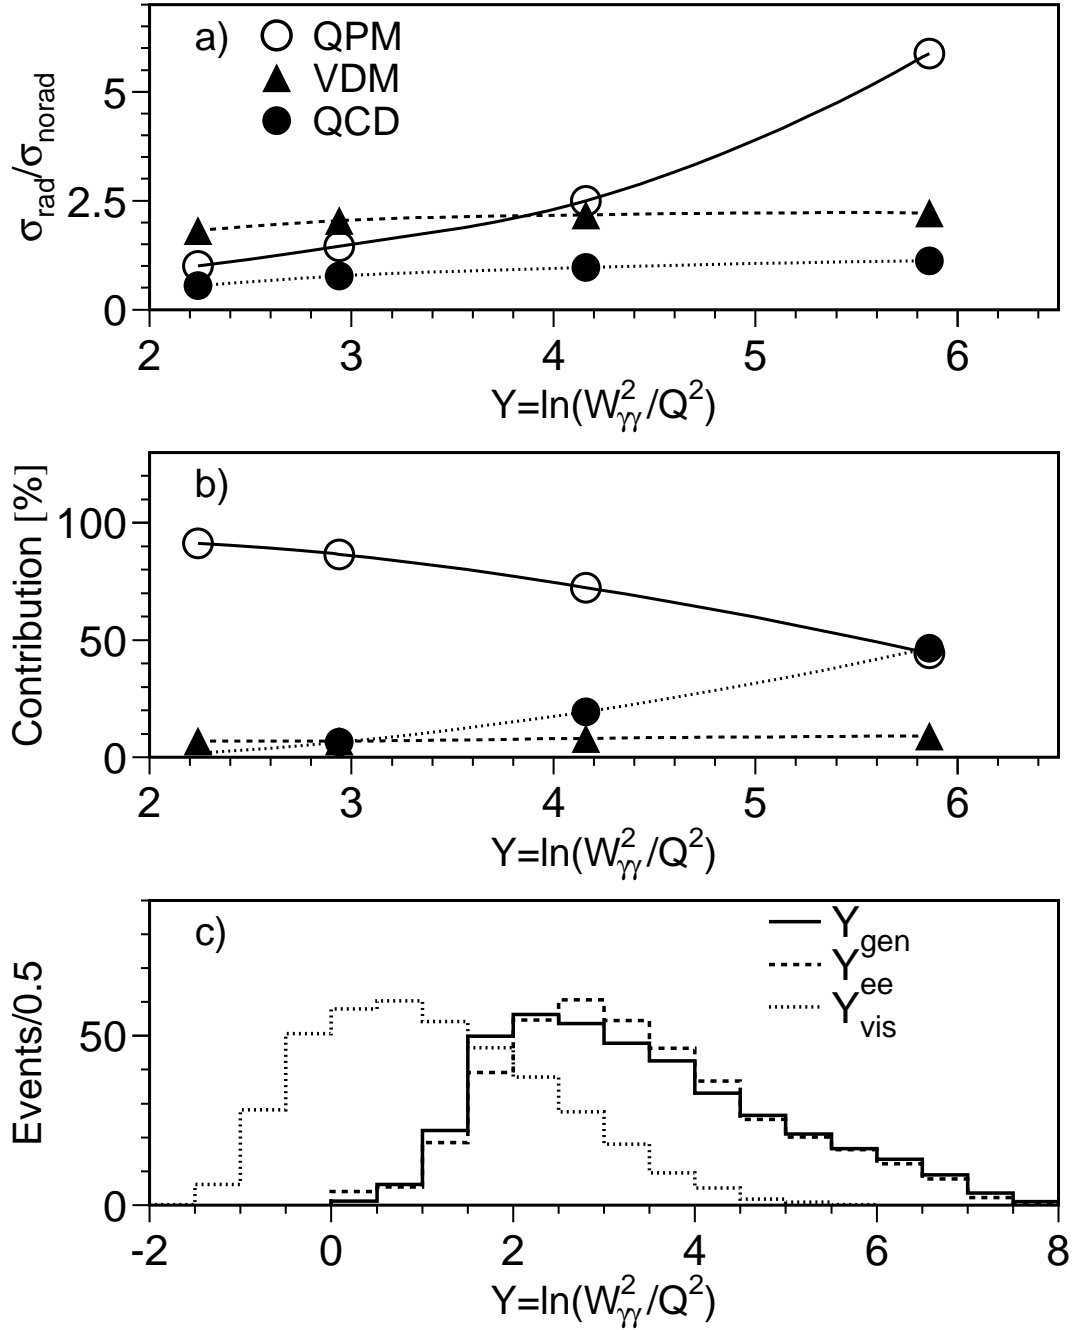 a)
QPM
VDM
QCD
σrad/σnorad
5
2.5
0
2 3 4 5 6
Y=ln(W²γγ/Q²)
b)
Contribution [%]
100
50
0
2 3 4 5 6
Y=ln(W²γγ/Q²)
c)
Ygen
Yee
Yvis
Events/0.5
50
0
-2 0 2 4 6 8
Y=ln(W²γγ/Q²)